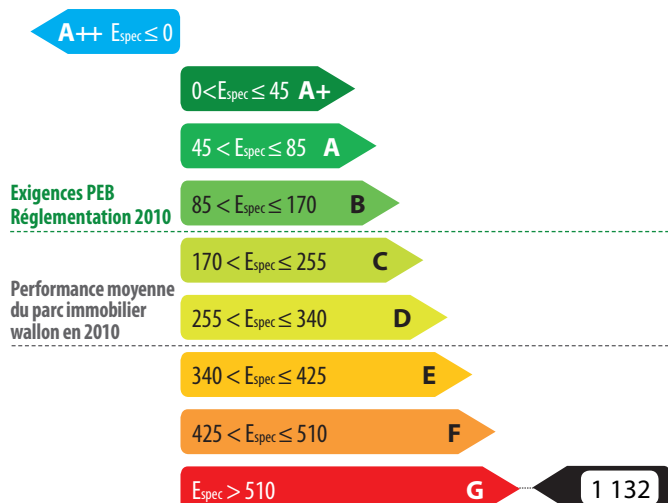 A++ Espec ≤ 0
0<Espec ≤ 45 A+
45 < Espec ≤ 85 A
Exigences PEB
Réglementation 2010
85 < Espec ≤ 170 B
170 < Espec ≤ 255 C
Performance moyenne
du parc immobilier
wallon en 2010
255 < Espec ≤ 340 D
340 < Espec ≤ 425 E
425 < Espec ≤ 510 F
Espec > 510 G 1 132